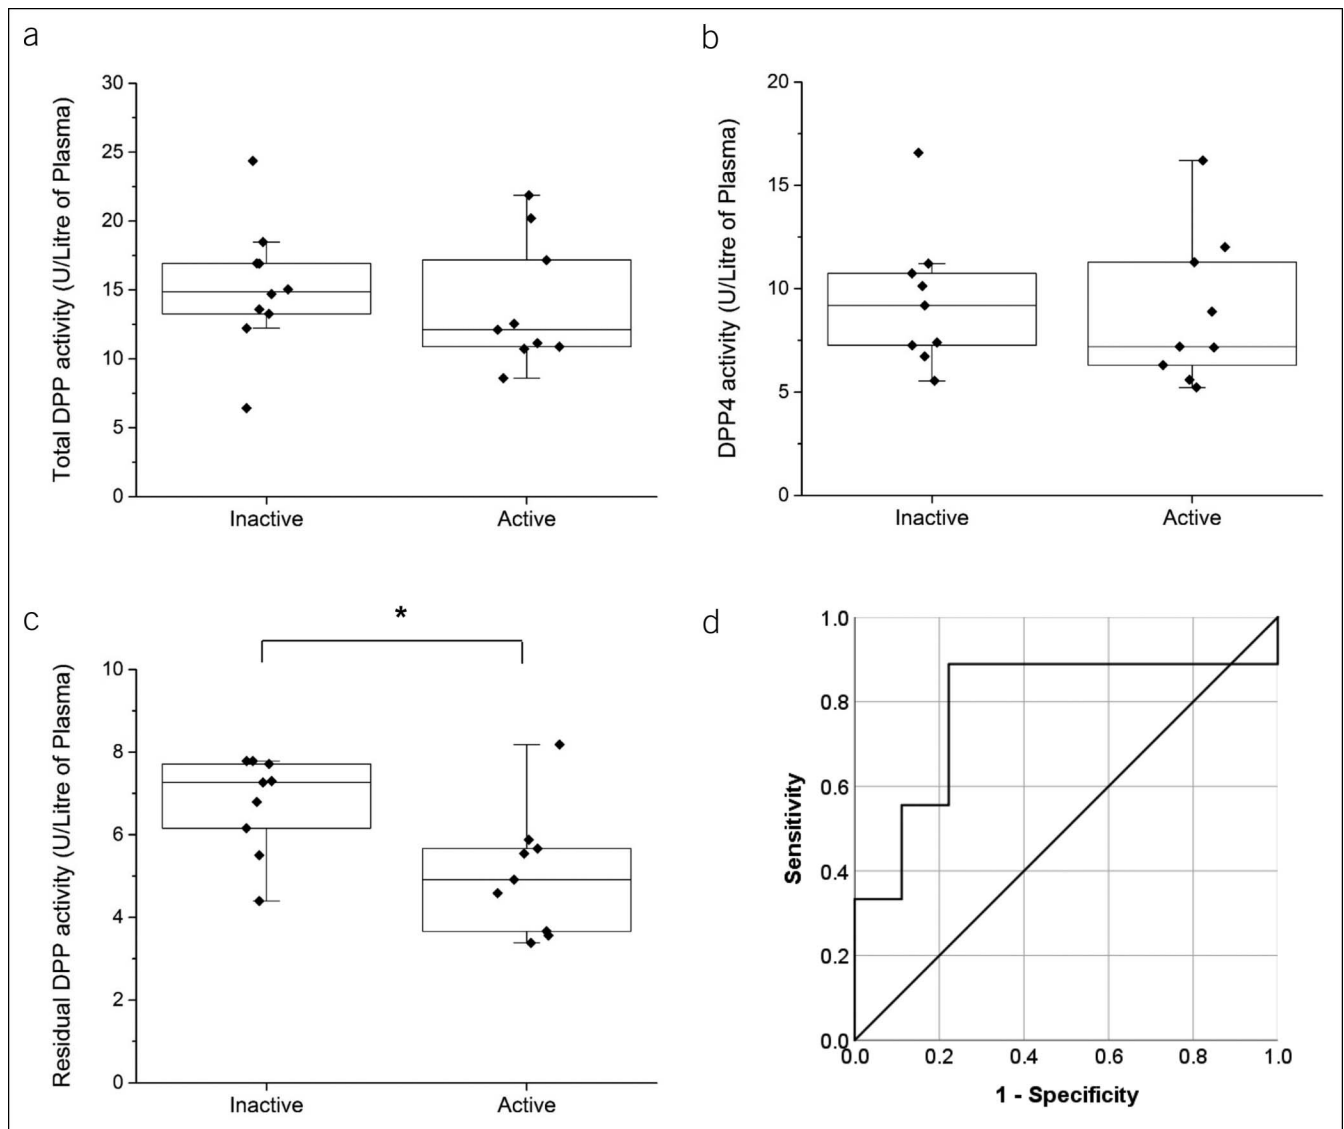 a
Total DPP activity (U/Litre of Plasma)
30
25
20
15
10
5
0
Inactive
Active
b
DPP4 activity (U/Litre of Plasma)
20
15
10
5
0
Inactive
Active
c
*
Residual DPP activity (U/Litre of Plasma)
10
8
6
4
2
0
Inactive
Active
d
Sensitivity
1.0
0.8
0.6
0.4
0.2
0.0
0.0 0.2 0.4 0.6 0.8 1.0
1 - Specificity